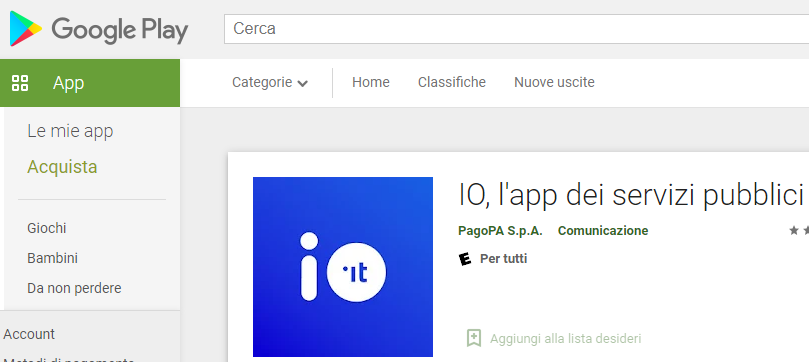 Google Play
Cerca
App
Categorie
Home
Classifiche
Nuove uscite
Le mie app
Acquista
Giochi
Bambini
Da non perdere
Account
Metodi di pagamento
io it
IO, l'app dei servizi pubblici
PagoPA S.p.A. Comunicazione
E Per tutti
Aggiungi alla lista desideri